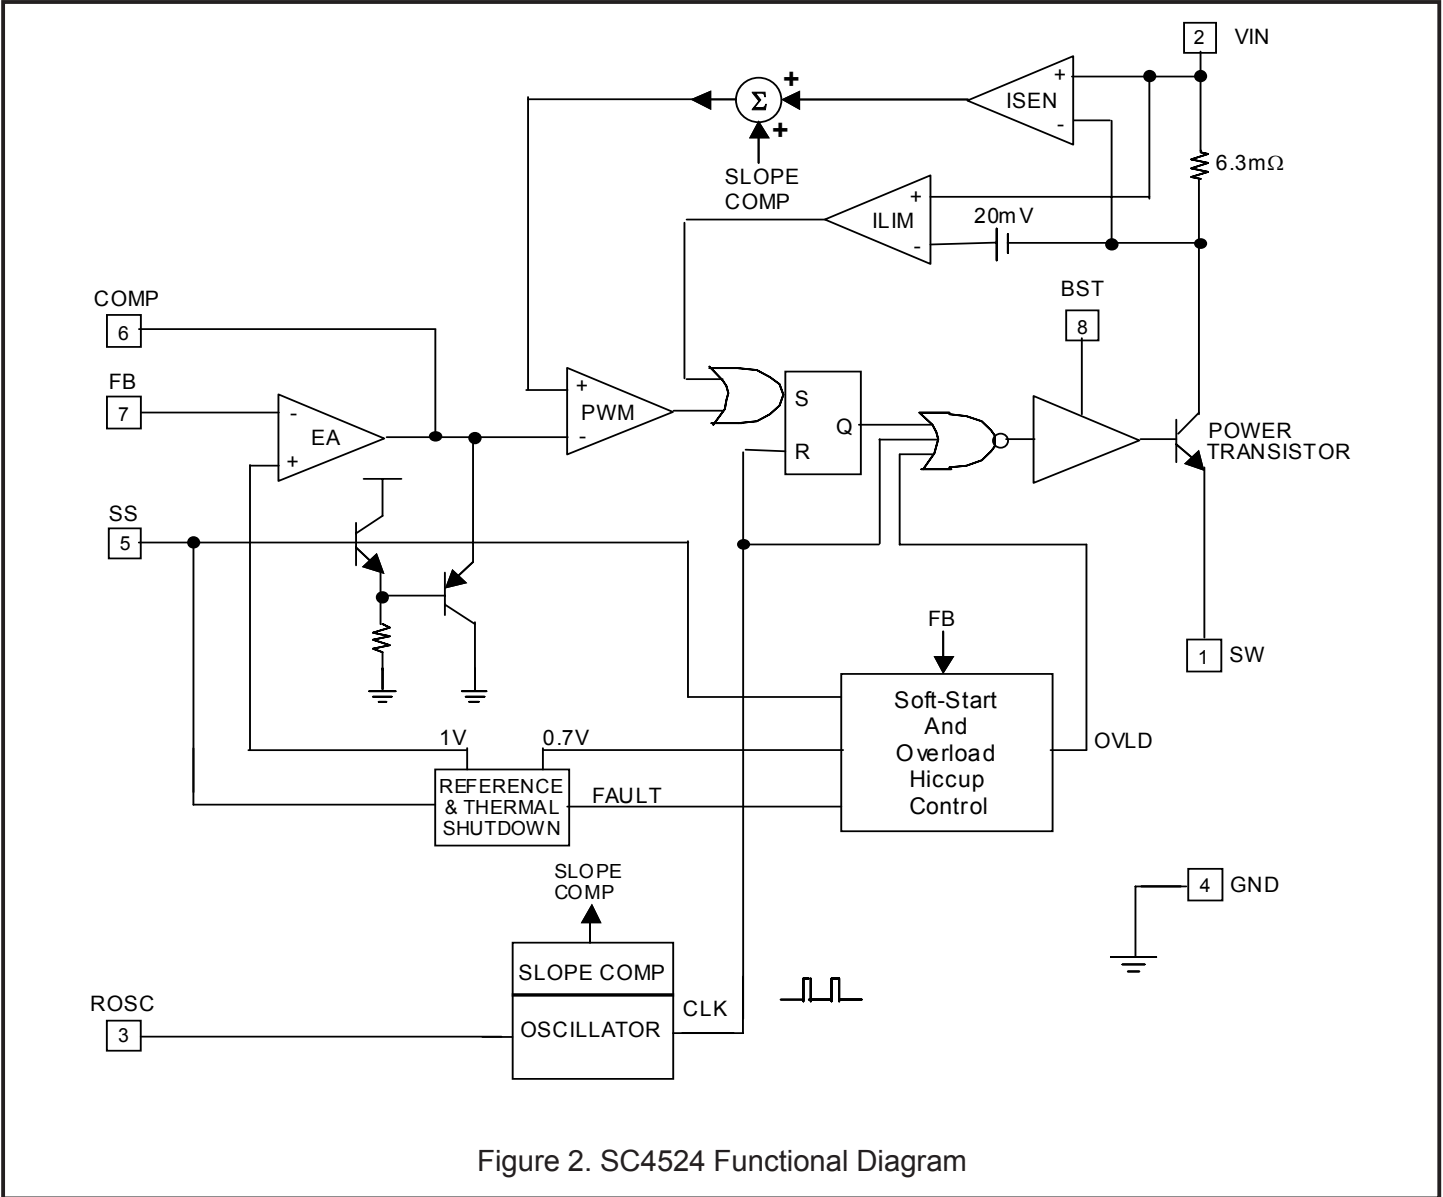 2 VIN
+
ISEN
-
+
Σ
+
SLOPE
COMP
6.3mΩ
+
ILIM
-
20mV
COMP
6
BST
8
FB
7
-
EA
+
+
PWM
-
S
Q
R
POWER
TRANSISTOR
SS
5
FB
1 SW
Soft-Start
And
Overload
Hiccup
Control
OVLD
1V
0.7V
REFERENCE
& THERMAL
SHUTDOWN
FAULT
SLOPE
COMP
4 GND
SLOPE COMP
ROSC
3
OSCILLATOR
CLK
Figure 2. SC4524 Functional Diagram